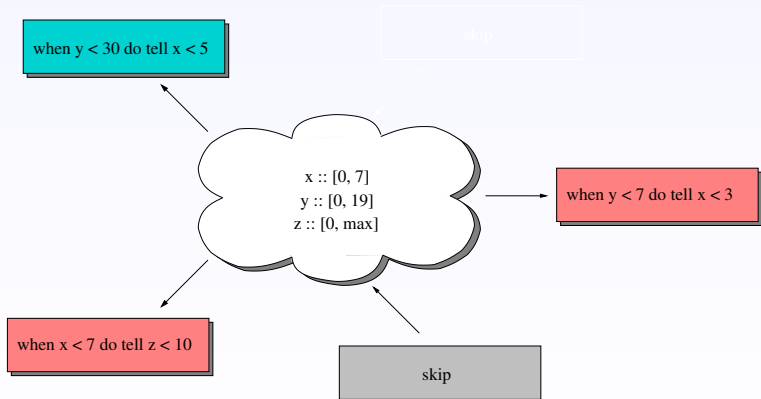 skip
when y < 30 do tell x < 5
x :: [0, 7]
y :: [0, 19]
z :: [0, max]
when y < 7 do tell x < 3
when x < 7 do tell z < 10
skip